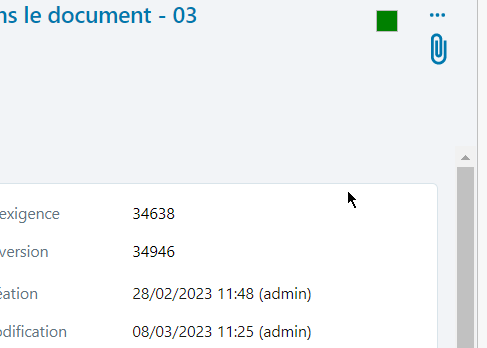 ns le document - 03
exigence 34638
version 34946
éation 28/02/2023 11:48 (admin)
odification 08/03/2023 11:25 (admin)